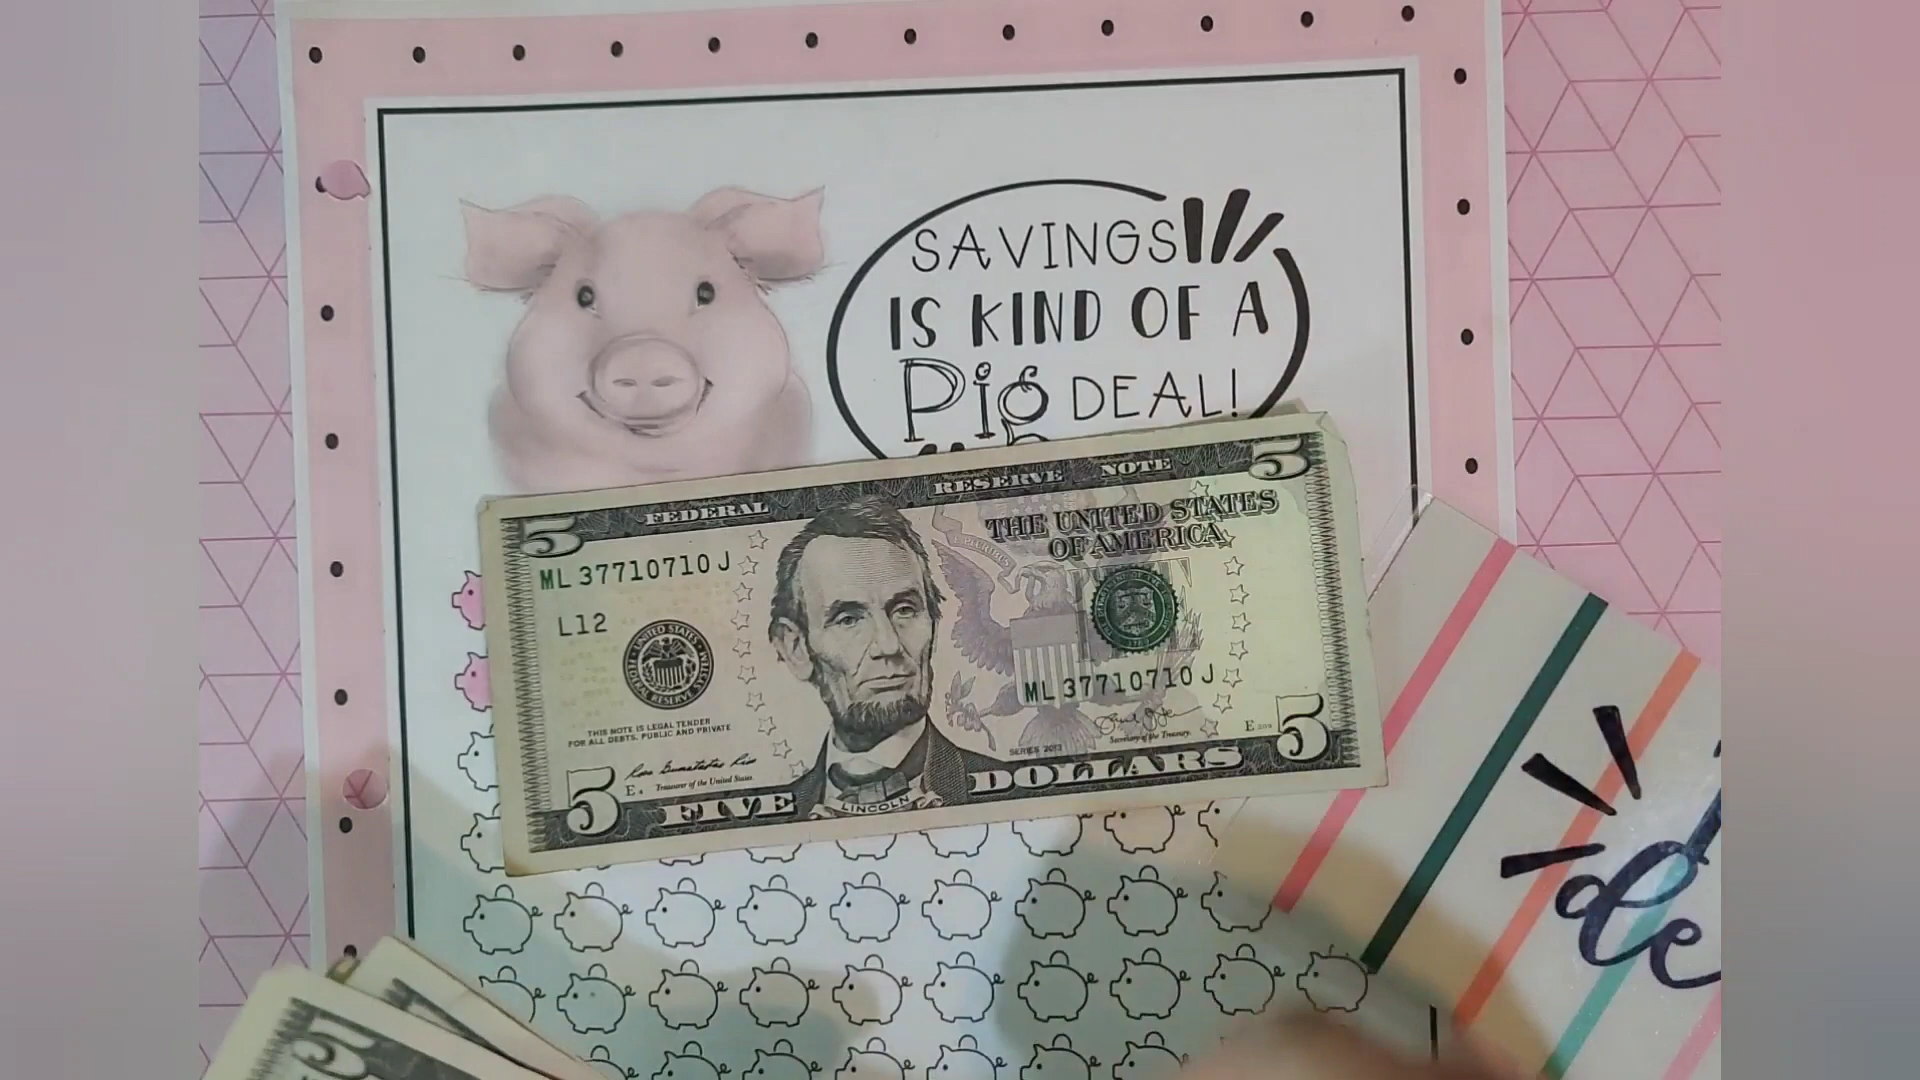 SAVINGS
IS KIND OF A
Pig DEAL!
FEDERAL RESERVE NOTE
5
5
THE UNITED STATES
OF AMERICA
ML 37710710 J
L12
ML 37710710 J
THIS NOTE IS LEGAL TENDER
FOR ALL DEBTS, PUBLIC AND PRIVATE
Treasurer of the United States.
SERIES 2013
Secretary of the Treasury.
5
FIVE
LINCOLN
DOLLARS
5
5